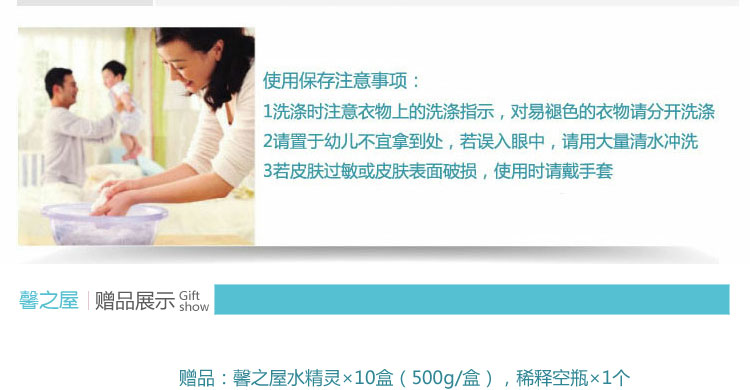 使用保存注意事项：
1洗涤时注意衣物上的洗涤指示，对易褪色的衣物请分开洗涤
2请置于幼儿不宜拿到处，若误入眼中，请用大量清水冲洗
3若皮肤过敏或皮肤表面破损，使用时请戴手套
馨之屋 赠品展示 Gift show
赠品：馨之屋水精灵×10盒（500g/盒），稀释空瓶×1个